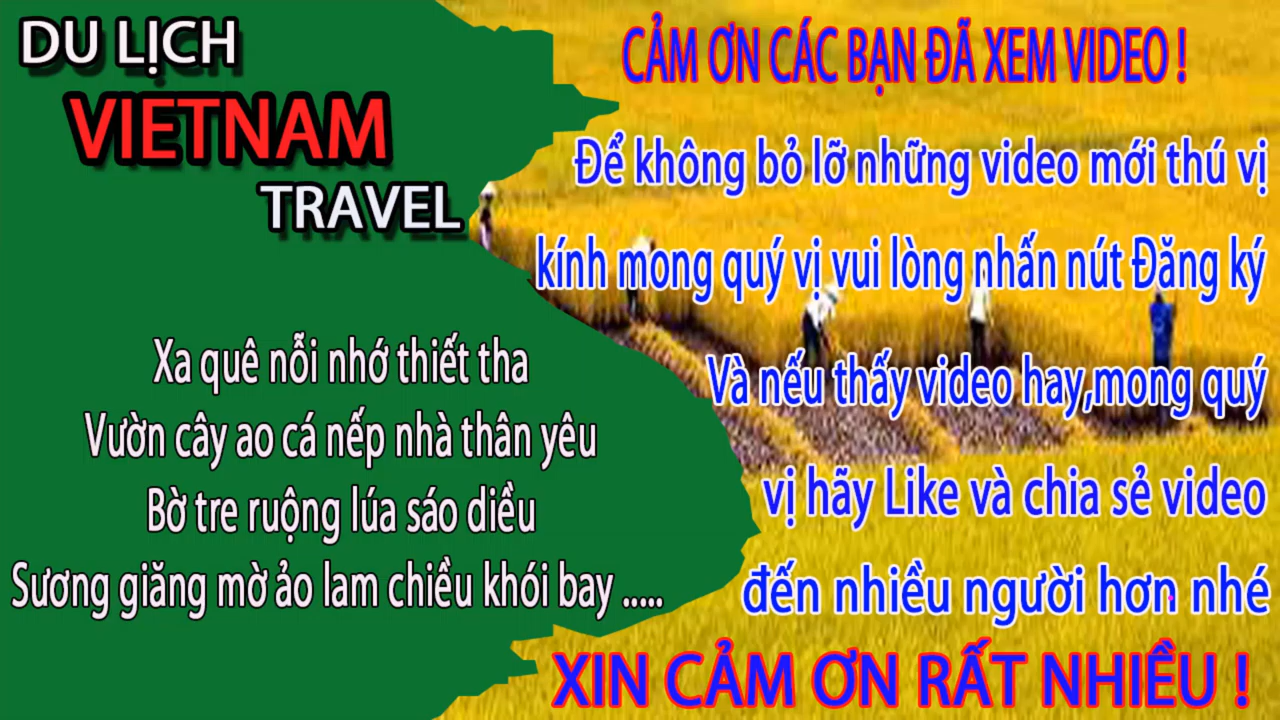 DU LỊCH
VIETNAM
TRAVEL
Xa quê nỗi nhớ thiết tha
Vườn cây ao cá nếp nhà thân yêu
Bờ tre ruộng lúa sáo diều
Sương giăng mờ ảo lam chiều khói bay .....
CẢM ƠN CÁC BẠN ĐÃ XEM VIDEO !
Để không bỏ lỡ những video mới thú vị
kính mong quý vị vui lòng nhấn nút Đăng ký
Và nếu thấy video hay,mong quý
vị hãy Like và chia sẻ video
đến nhiều người hơn nhé
XIN CẢM ƠN RẤT NHIỀU !